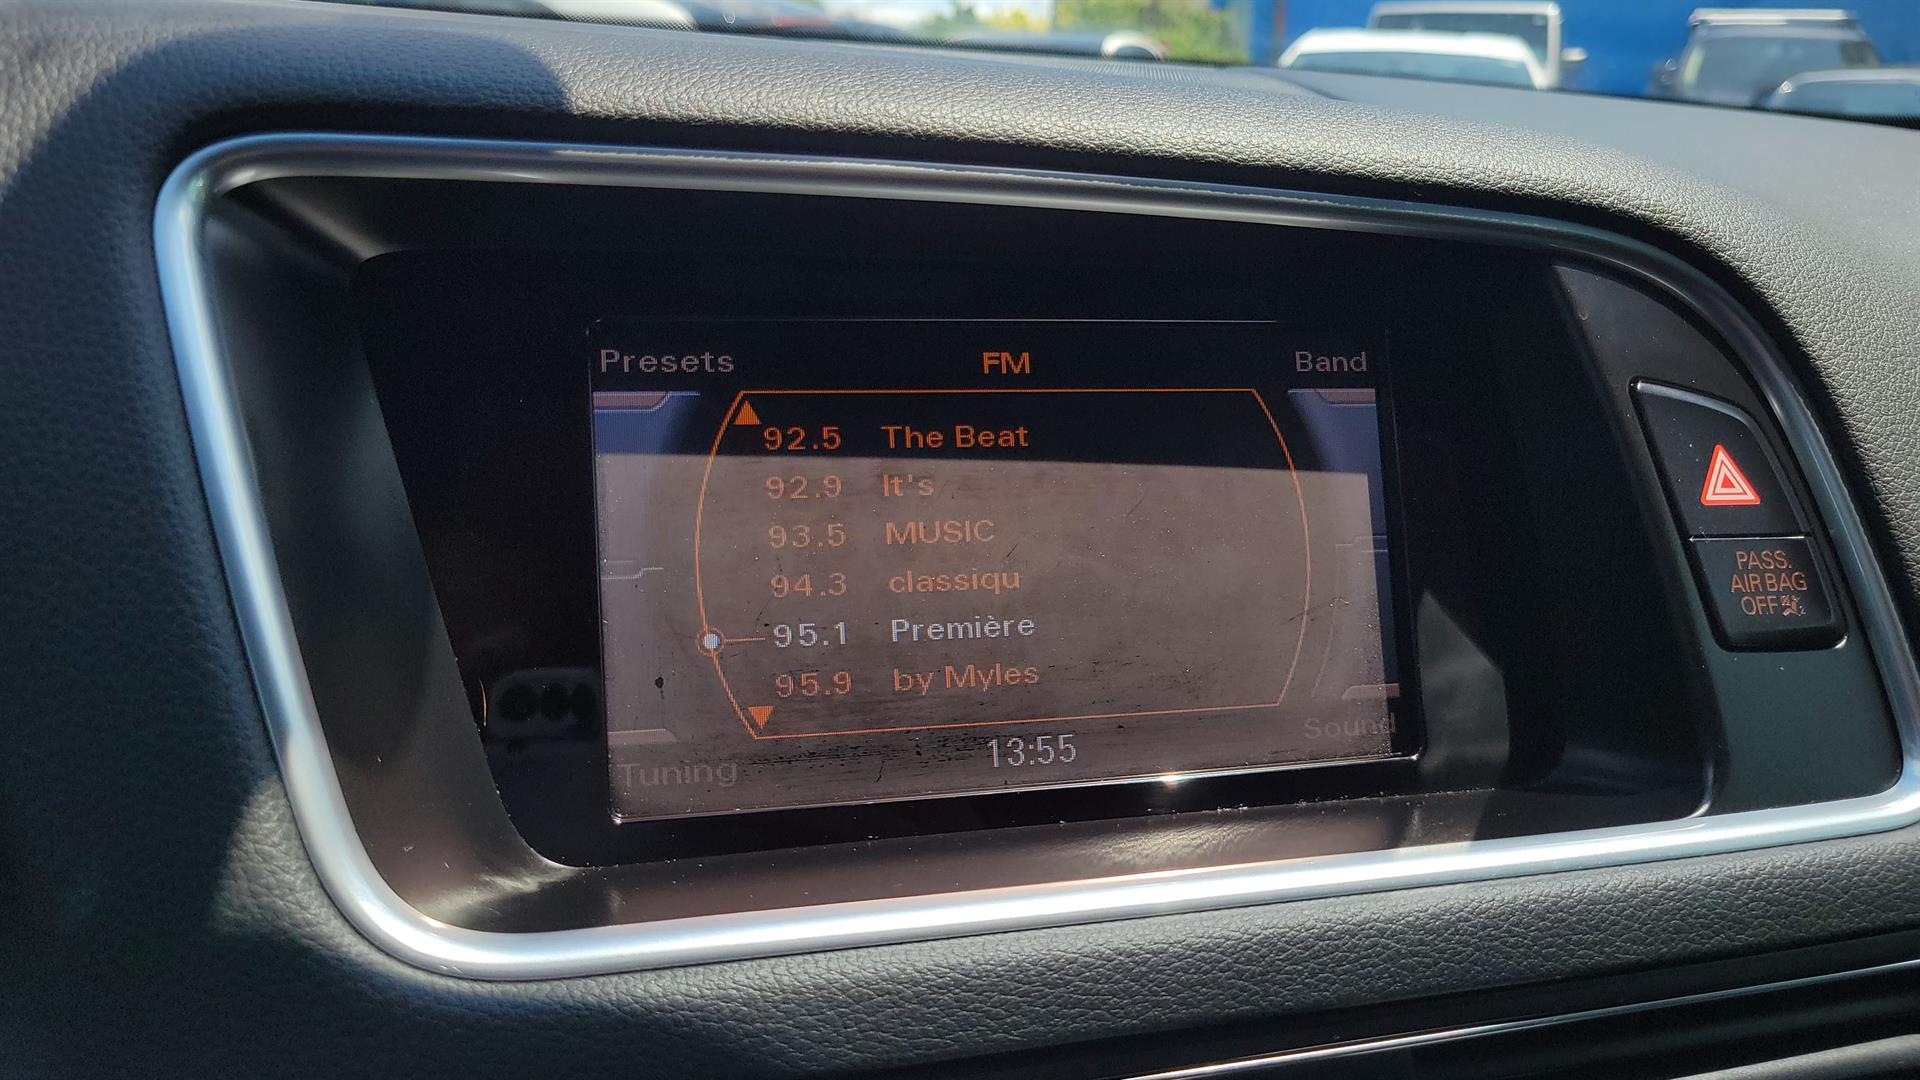 Presets FM Band
92.5 The Beat
92.9 It's
93.5 MUSIC
94.3 classiqu
95.1 Première
95.9 by Myles
Tuning 13:55 Sound
PASS.
AIR BAG
OFF